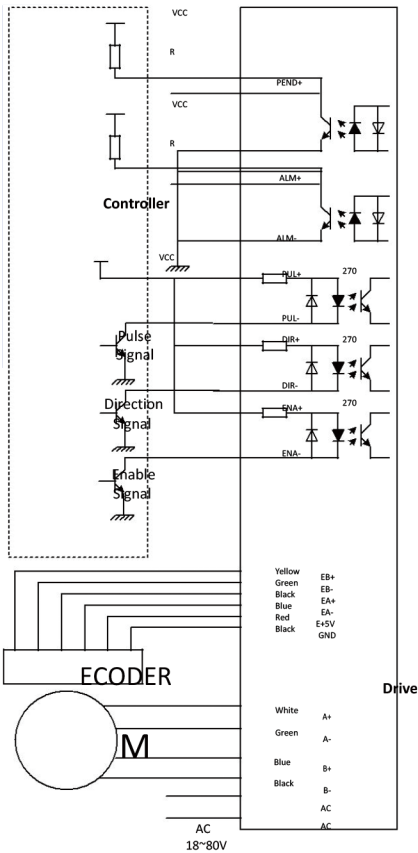 VCC
R
PEND+
VCC
R
ALM+
Controller
ALM-
VCC
PUL+ 270
PUL-
Pulse
Signal
DIR+ 270
DIR-
Direction
Signal
ENA+ 270
ENA-
Enable
Signal
Yellow EB+
Green EB-
Black EA+
Blue EA-
Red E+5V
Black GND
ECODER
Drive
White A+
Green A-
M
Blue B+
Black B-
AC
AC
AC
18~80V